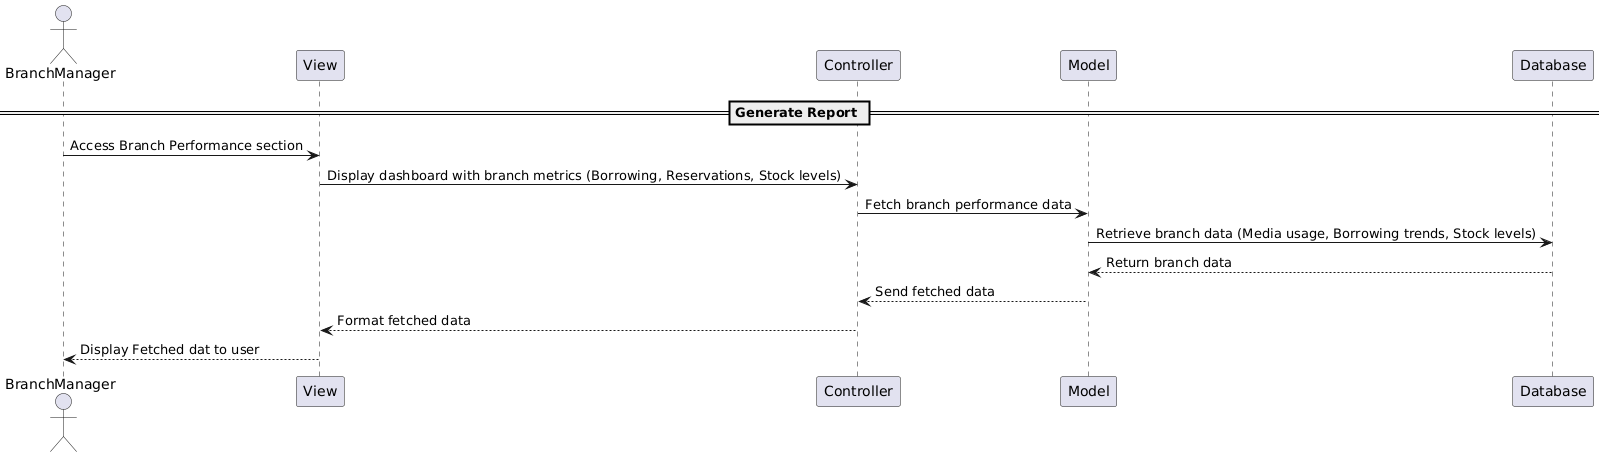 BranchManager
View
Controller
Model
Database
Generate Report
Access Branch Performance section
Display dashboard with branch metrics (Borrowing, Reservations, Stock levels)
Fetch branch performance data
Retrieve branch data (Media usage, Borrowing trends, Stock levels)
Return branch data
Send fetched data
Format fetched data
Display Fetched dat to user
BranchManager
View
Controller
Model
Database